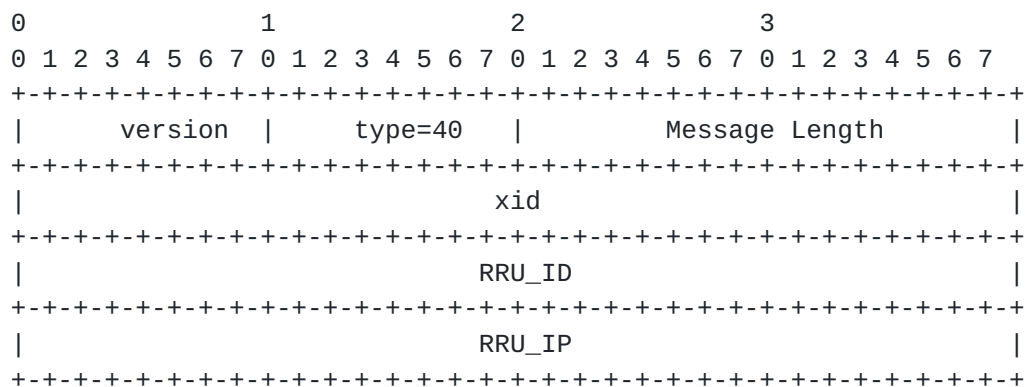 0               1               2               3
0 1 2 3 4 5 6 7 0 1 2 3 4 5 6 7 0 1 2 3 4 5 6 7 0 1 2 3 4 5 6 7
+-+-+-+-+-+-+-+-+-+-+-+-+-+-+-+-+-+-+-+-+-+-+-+-+-+-+-+-+-+-+-+-+
|      version  |     type=40   |         Message Length        |
+-+-+-+-+-+-+-+-+-+-+-+-+-+-+-+-+-+-+-+-+-+-+-+-+-+-+-+-+-+-+-+-+
|                              xid                              |
+-+-+-+-+-+-+-+-+-+-+-+-+-+-+-+-+-+-+-+-+-+-+-+-+-+-+-+-+-+-+-+-+
|                             RRU_ID                            |
+-+-+-+-+-+-+-+-+-+-+-+-+-+-+-+-+-+-+-+-+-+-+-+-+-+-+-+-+-+-+-+-+
|                             RRU_IP                            |
+-+-+-+-+-+-+-+-+-+-+-+-+-+-+-+-+-+-+-+-+-+-+-+-+-+-+-+-+-+-+-+-+